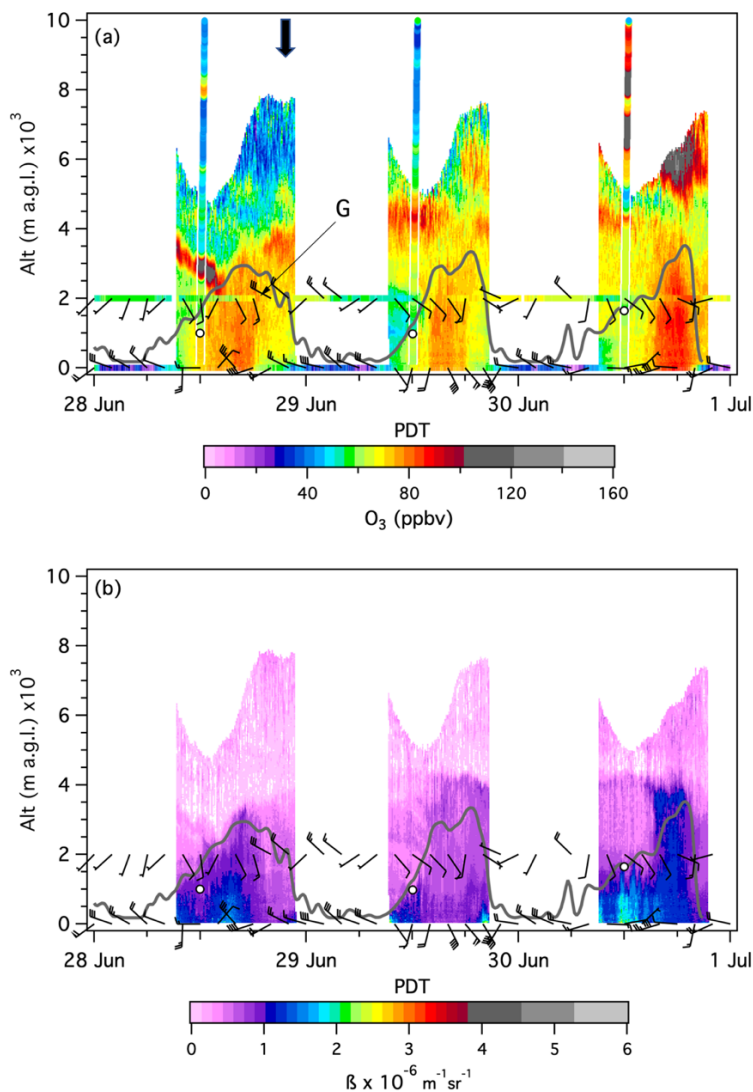 (a)
G
10
8
6
4
2
0
Alt (m a.g.l.) x10³
28 Jun 29 Jun 30 Jun 1 Jul
PDT
0 40 80 120 160
O₃ (ppbv)
(b)
10
8
6
4
2
0
Alt (m a.g.l.) x10³
28 Jun 29 Jun 30 Jun 1 Jul
PDT
0 1 2 3 4 5 6
ß x 10⁻⁶ m⁻¹sr⁻¹